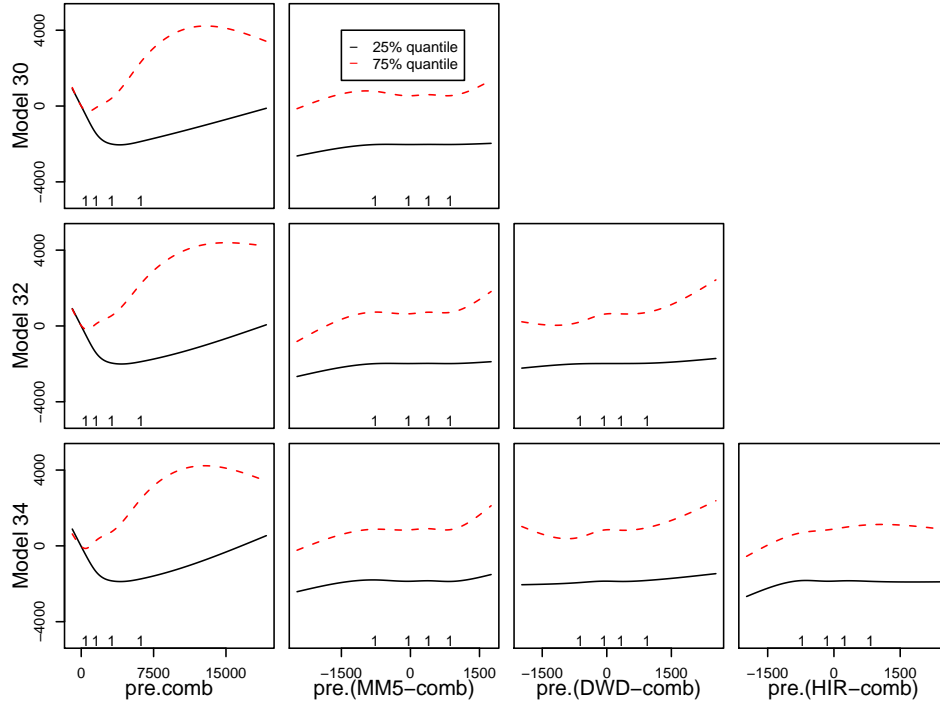 4000
0
−4000
Model 30
1 1 1 1
25% quantile
75% quantile
1 1 1 1
4000
0
−4000
Model 32
1 1 1 1
1 1 1 1
1 1 1 1
4000
0
−4000
Model 34
1 1 1 1
1 1 1 1
1 1 1 1
1 1 1 1
0 7500 15000
−1500 0 1500
−1500 0 1500
−1500 0 1500
pre.comb
pre.(MM5−comb)
pre.(DWD−comb)
pre.(HIR−comb)